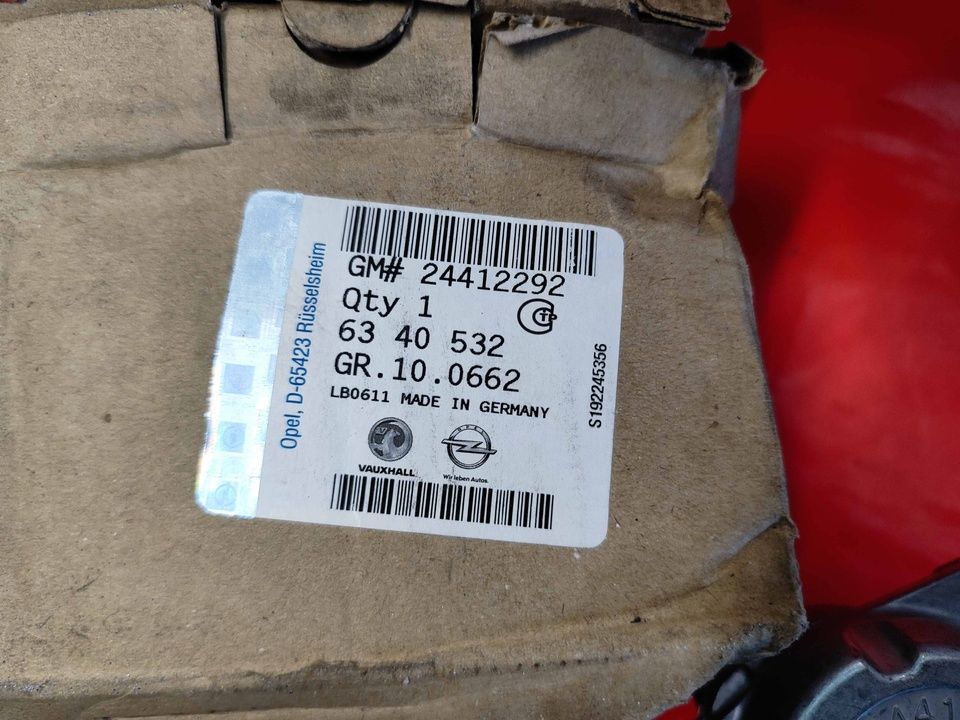 GM# 24412292
Qty 1
63 40 532
GR.10.0662
LB0611 MADE IN GERMANY
VAUXHALL
OPEL
Wir leben Autos.
Opel, D-65423 Rüsselsheim
S192245356